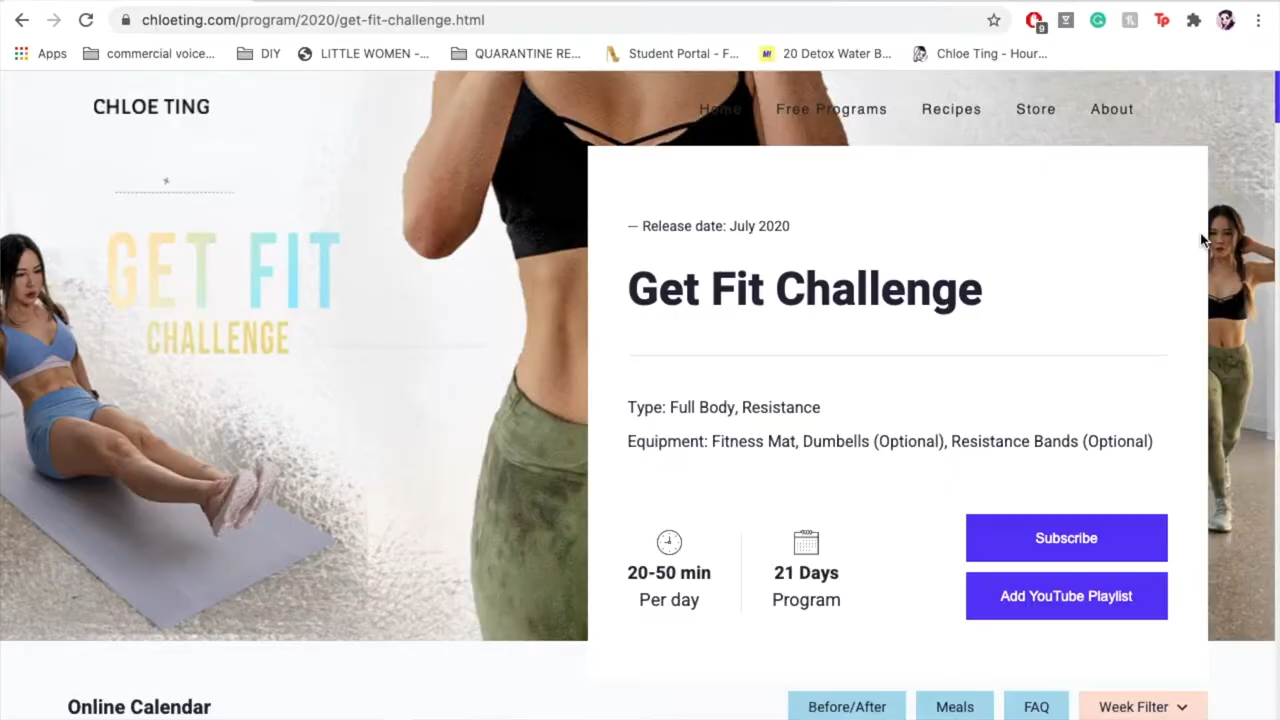 chloeting.com/program/2020/get-fit-challenge.html
9
Tp
Apps
commercial voice...
DIY
LITTLE WOMEN -...
QUARANTINE RE...
Student Portal - F...
M!
20 Detox Water B...
Chloe Ting - Hour...
CHLOE TING
Home
Free Programs
Recipes
Store
About
GET FIT
CHALLENGE
— Release date: July 2020
Get Fit Challenge
Type: Full Body, Resistance
Equipment: Fitness Mat, Dumbells (Optional), Resistance Bands (Optional)
20-50 min
Per day
21 Days
Program
Subscribe
Add YouTube Playlist
Online Calendar
Before/After
Meals
FAQ
Week Filter